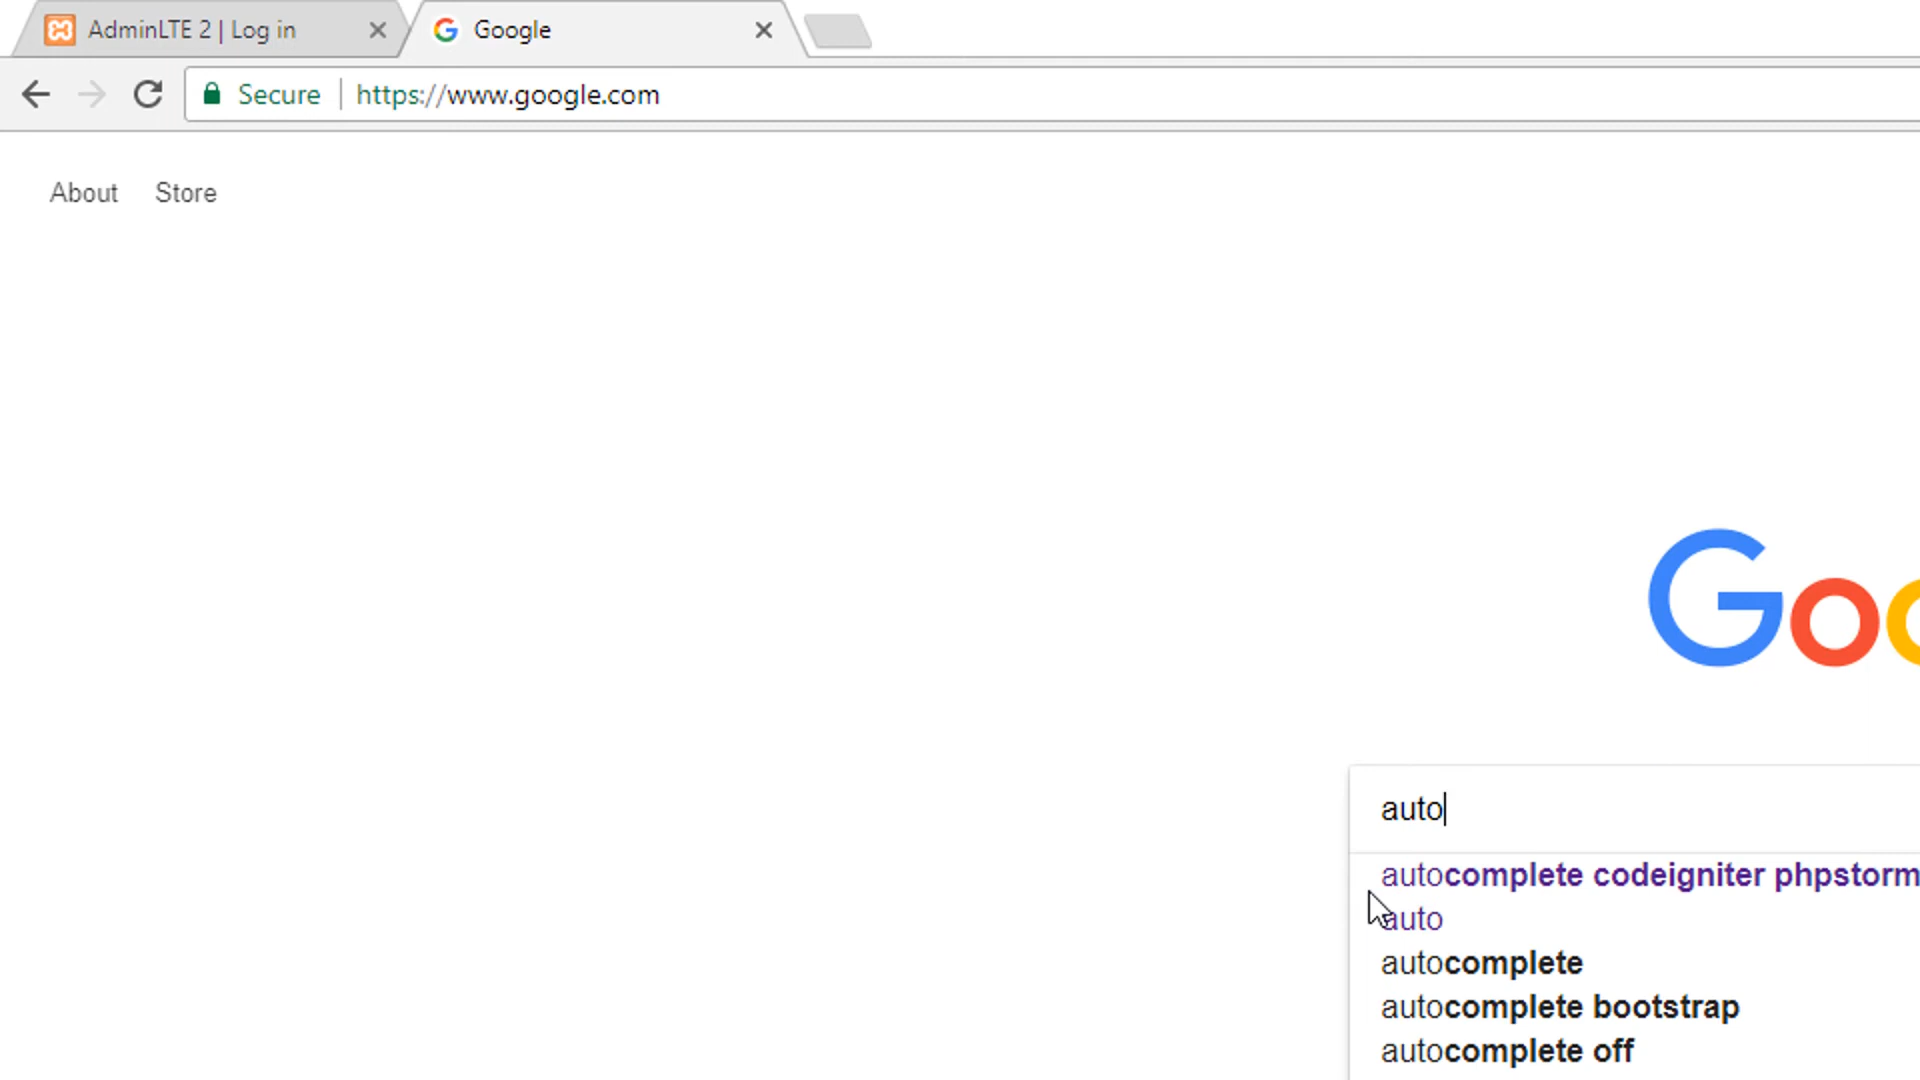 AdminLTE 2 | Log in
Google
Secure
https://www.google.com
About
Store
Goo
auto
autocomplete codeigniter phpstorm
auto
autocomplete
autocomplete bootstrap
autocomplete off